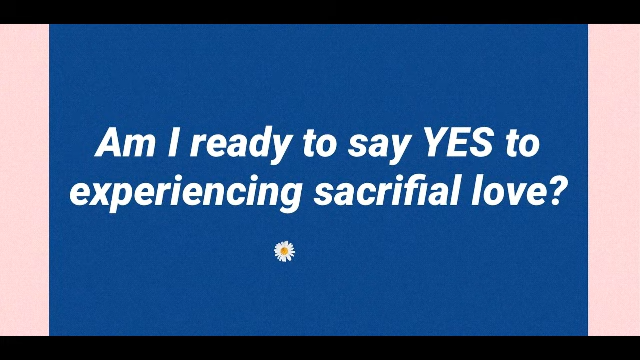 Am I ready to say YES to
experiencing sacrifial love?